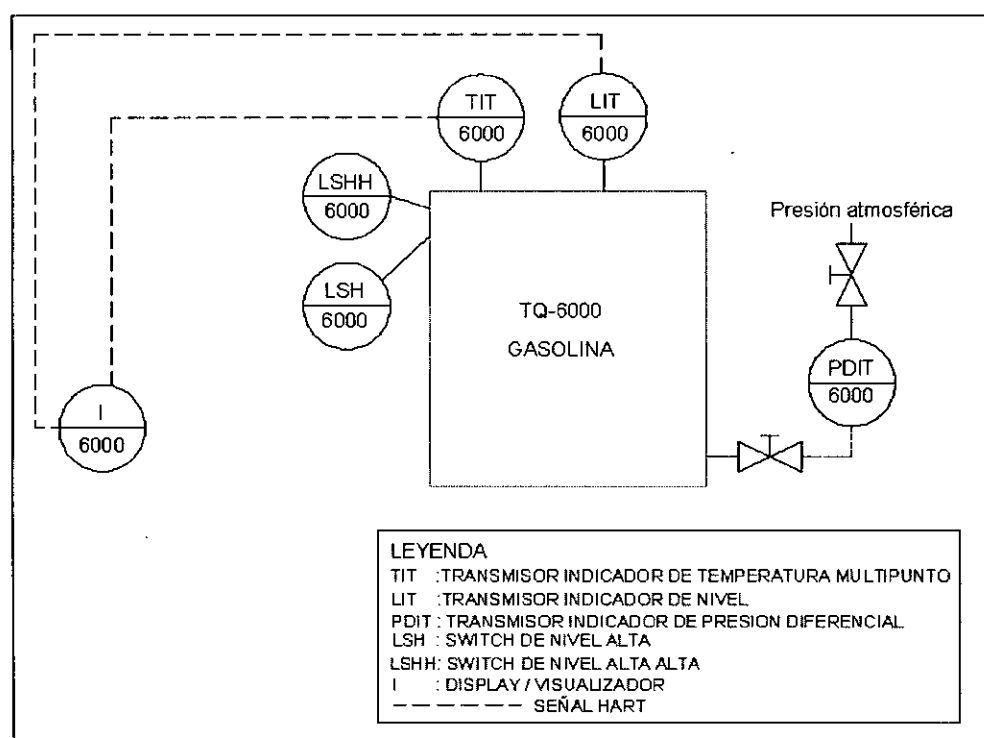 TIT
6000
LIT
6000
LSHH
6000
Presión atmosférica
LSH
6000
TQ-6000
GASOLINA
PDIT
6000
I
6000
LEYENDA
TIT :TRANSMISOR INDICADOR DE TEMPERATURA MULTIPUNTO
LIT :TRANSMISOR INDICADOR DE NIVEL
PDIT : TRANSMISOR INDICADOR DE PRESION DIFERENCIAL
LSH : SWITCH DE NIVEL ALTA
LSHH: SWITCH DE NIVEL ALTA ALTA
I : DISPLAY / VISUALIZADOR
SEÑAL HART